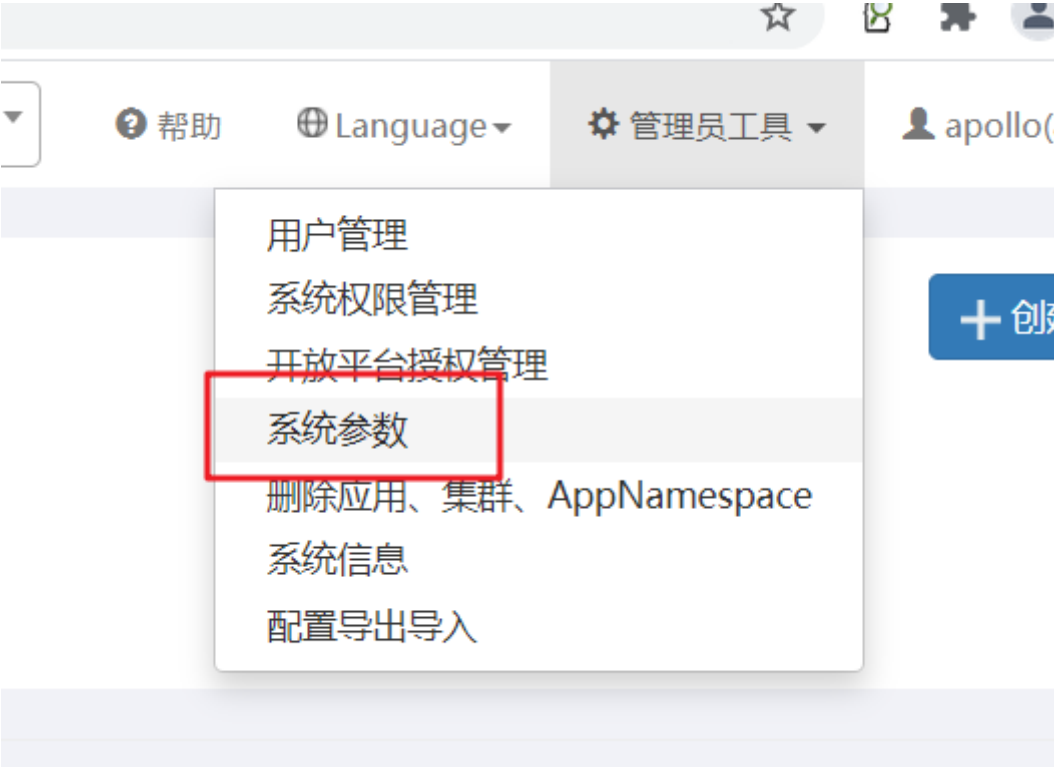 帮助 Language 管理员工具 apollo(
用户管理
系统权限管理
开放平台授权管理
创
系统参数
删除应用、集群、AppNamespace
系统信息
配置导出导入